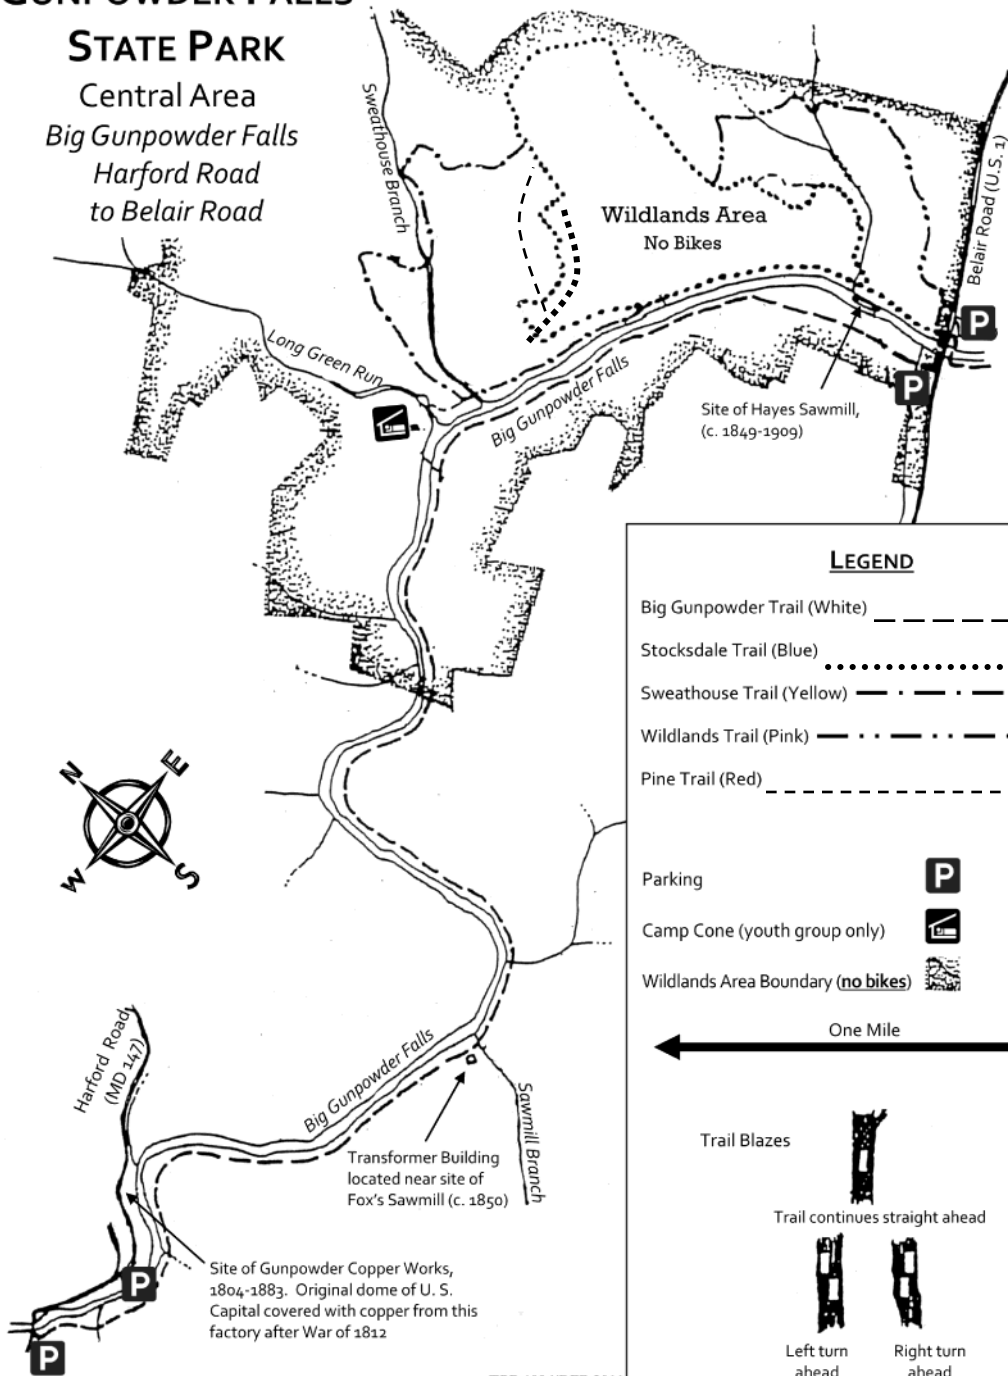 GUNPOWDER FALLS
STATE PARK
Central Area
Big Gunpowder Falls
Harford Road
to Belair Road
Sweathouse Branch
Wildlands Area
No Bikes
Belair Road (U.S. 1)
P
Long Green Run
Big Gunpowder Falls
P
Site of Hayes Sawmill,
(c. 1849-1909)
LEGEND
Big Gunpowder Trail (White)
Stocksdale Trail (Blue)
Sweathouse Trail (Yellow)
Wildlands Trail (Pink)
Pine Trail (Red)
N
E
W
S
Parking
P
Camp Cone (youth group only)
Wildlands Area Boundary (no bikes)
One Mile
Harford Road
(MD 147)
Big Gunpowder Falls
Sawmill Branch
Transformer Building
located near site of
Fox's Sawmill (c. 1850)
Trail Blazes
Trail continues straight ahead
Site of Gunpowder Copper Works,
1804-1883. Original dome of U. S.
Capital covered with copper from this
factory after War of 1812
P
P
Left turn
ahead
Right turn
ahead